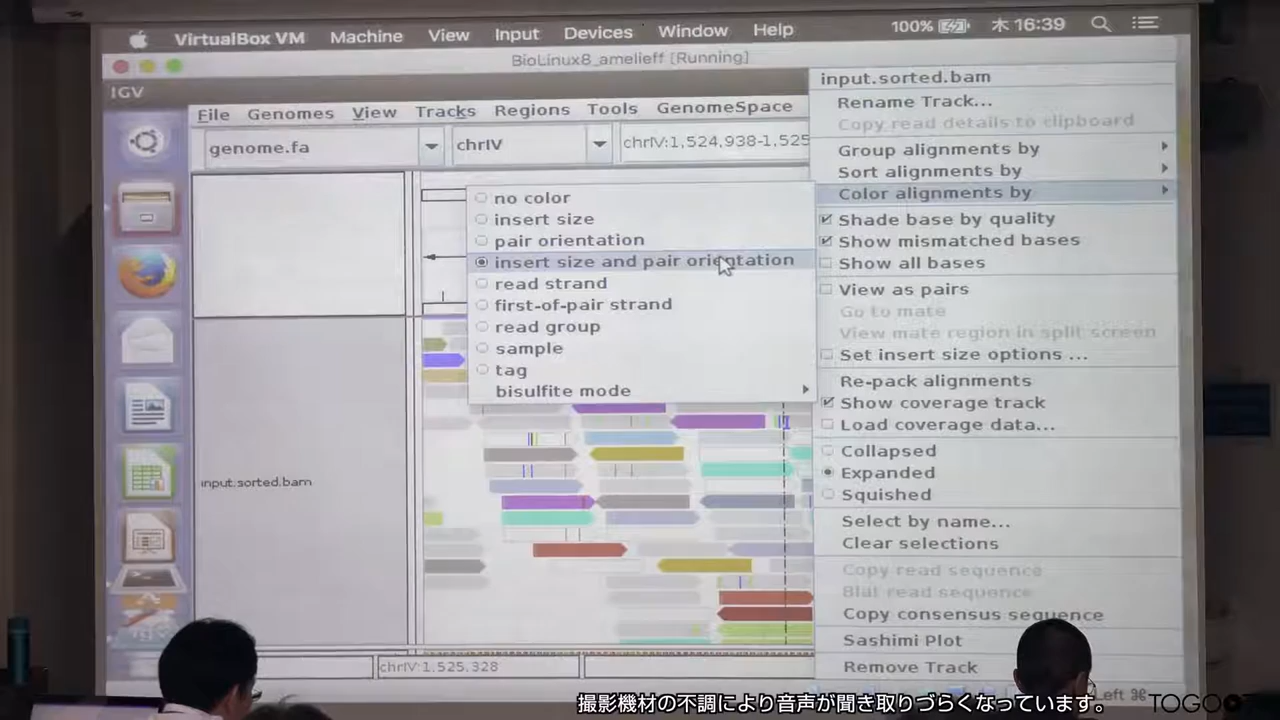 VirtualBox VM Machine View Input Devices Window Help 100% 木 16:39
BioLinux8_amelieff [Running]
IGV
File Genomes View Tracks Regions Tools GenomeSpace
genome.fa chrIV chrIV:1,524,938-1,525
input.sorted.bam
Rename Track...
Copy read details to clipboard
Group alignments by
Sort alignments by
Color alignments by
Shade base by quality
Show mismatched bases
Show all bases
View as pairs
Go to mate
View mate region in split screen
Set insert size options ...
Re-pack alignments
Show coverage track
Load coverage data...
Collapsed
Expanded
Squished
Select by name...
Clear selections
Copy read sequence
Blat read sequence
Copy consensus sequence
Sashimi Plot
Remove Track
no color
insert size
pair orientation
insert size and pair orientation
read strand
first-of-pair strand
read group
sample
tag
bisulfite mode
input.sorted.bam
chrIV:1,525,328
Left ⌘
撮影機材の不調により音声が聞き取りづらくなっています。